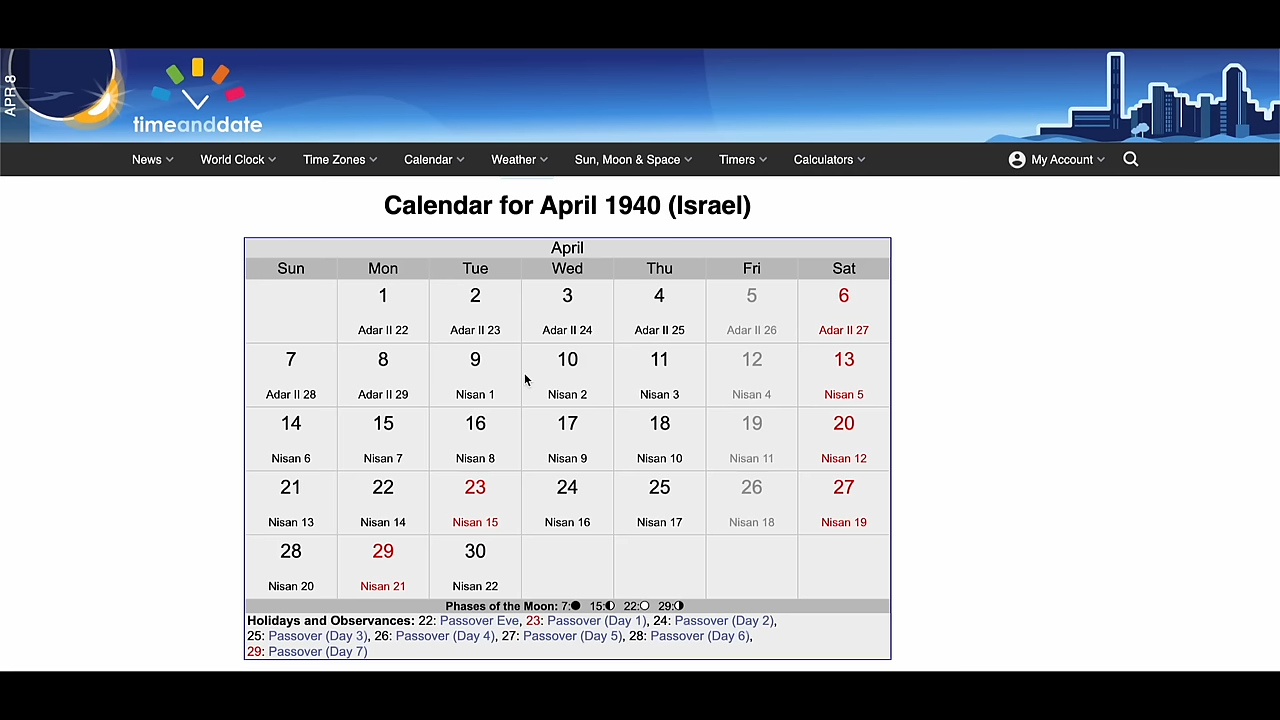 APR 8
timeanddate
News World Clock Time Zones Calendar Weather Sun, Moon & Space Timers Calculators My Account
Calendar for April 1940 (Israel)
April
Sun Mon Tue Wed Thu Fri Sat
1 2 3 4 5 6
Adar II 22 Adar II 23 Adar II 24 Adar II 25 Adar II 26 Adar II 27
7 8 9 10 11 12 13
Adar II 28 Adar II 29 Nisan 1 Nisan 2 Nisan 3 Nisan 4 Nisan 5
14 15 16 17 18 19 20
Nisan 6 Nisan 7 Nisan 8 Nisan 9 Nisan 10 Nisan 11 Nisan 12
21 22 23 24 25 26 27
Nisan 13 Nisan 14 Nisan 15 Nisan 16 Nisan 17 Nisan 18 Nisan 19
28 29 30
Nisan 20 Nisan 21 Nisan 22
Phases of the Moon: 7: 15: 22: 29:
Holidays and Observances: 22: Passover Eve, 23: Passover (Day 1), 24: Passover (Day 2),
25: Passover (Day 3), 26: Passover (Day 4), 27: Passover (Day 5), 28: Passover (Day 6),
29: Passover (Day 7)